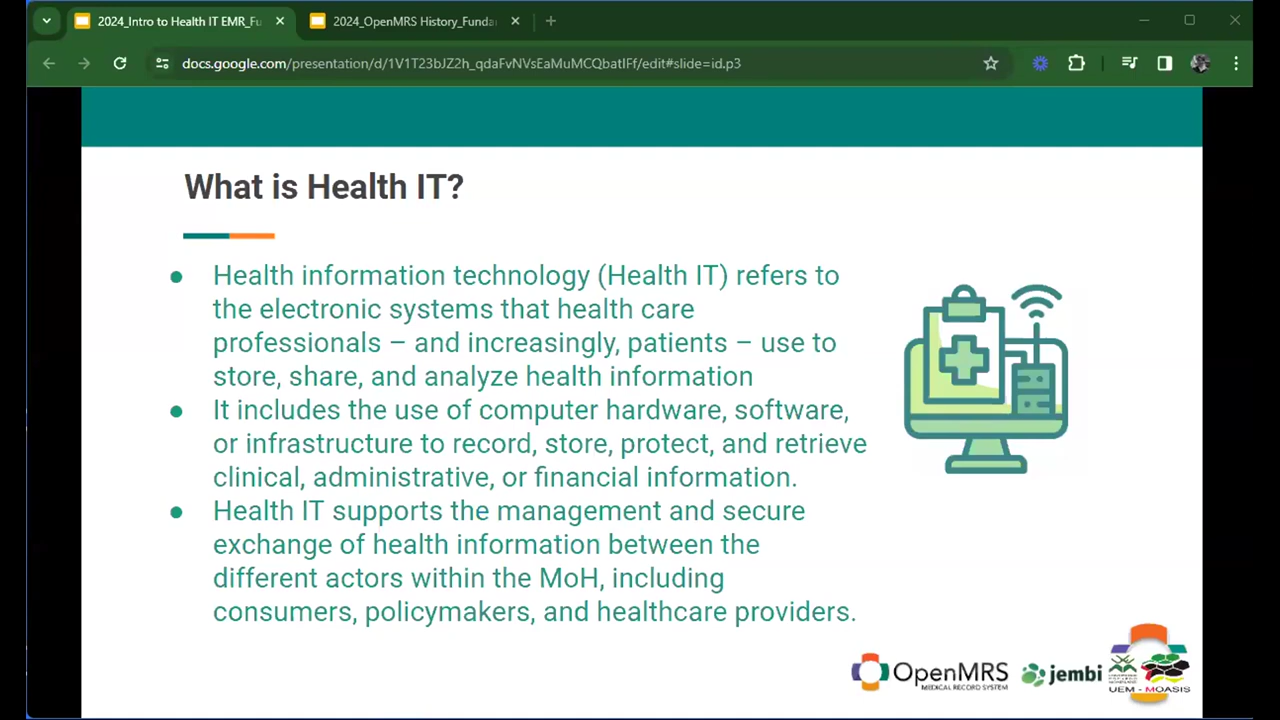 2024_Intro to Health IT EMR_Fu
2024_OpenMRS History_Funda
docs.google.com/presentation/d/1V1T23bJZ2h_qdaFvNVsEaMuMCQbatIFf/edit#slide=id.p3
What is Health IT?
● Health information technology (Health IT) refers to
the electronic systems that health care
professionals – and increasingly, patients – use to
store, share, and analyze health information
● It includes the use of computer hardware, software,
or infrastructure to record, store, protect, and retrieve
clinical, administrative, or financial information.
● Health IT supports the management and secure
exchange of health information between the
different actors within the MoH, including
consumers, policymakers, and healthcare providers.
OpenMRS
MEDICAL RECORD SYSTEM
jembi
UEM - MOASIS